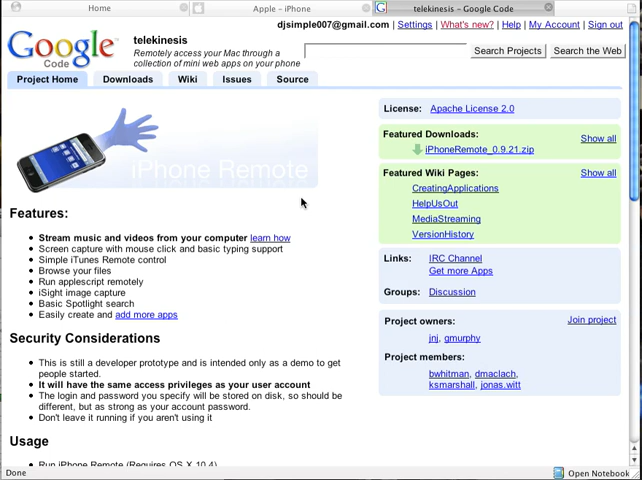 Home
Apple - iPhone
telekinesis - Google Code
djsimple007@gmail.com | Settings | What's new? | Help | My Account | Sign out
Google
Code
telekinesis
Remotely access your Mac through a
collection of mini web apps on your phone
Search Projects
Search the Web
Project Home
Downloads
Wiki
Issues
Source
iPhone Remote
Features:
Stream music and videos from your computer learn how
Screen capture with mouse click and basic typing support
Simple iTunes Remote control
Browse your files
Run applescript remotely
iSight image capture
Basic Spotlight search
Easily create and add more apps
Security Considerations
This is still a developer prototype and is intended only as a demo to get
people started.
It will have the same access privileges as your user account
The login and password you specify will be stored on disk, so should be
different, but as strong as your account password.
Don't leave it running if you aren't using it
Usage
Run iPhone Remote (Requires OS X 10.4)
License: Apache License 2.0
Featured Downloads: Show all
iPhoneRemote_0.9.21.zip
Featured Wiki Pages: Show all
CreatingApplications
HelpUsOut
MediaStreaming
VersionHistory
Links: IRC Channel
Get more Apps
Groups: Discussion
Project owners: Join project
jnj, qmurphy
Project members:
bwhitman, dmaclach,
ksmarshall, jonas.witt
Done
Open Notebook